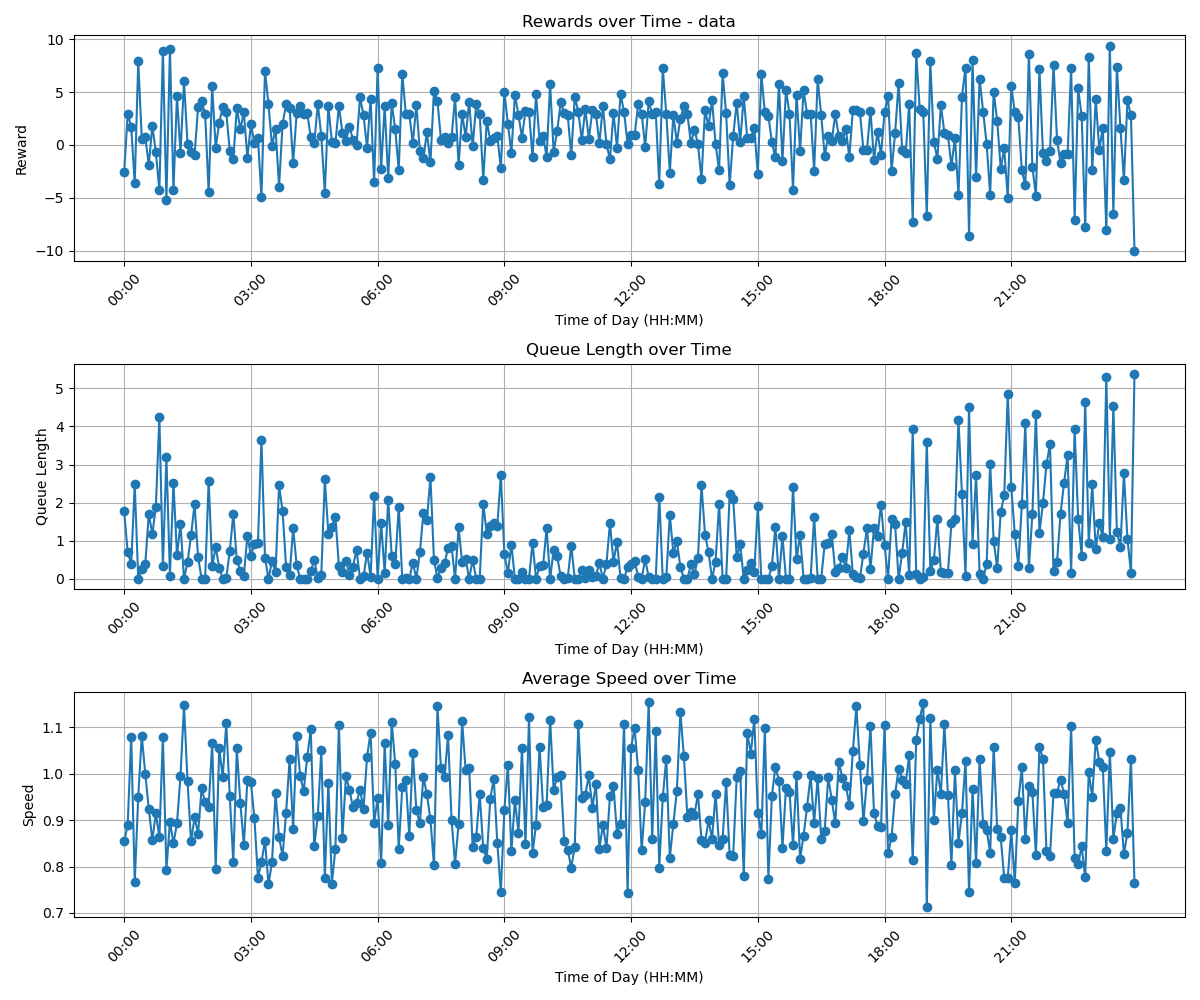 Rewards over Time - data
Reward
10
5
0
−5
−10
00:00 03:00 06:00 09:00 12:00 15:00 18:00 21:00
Time of Day (HH:MM)
Queue Length over Time
Queue Length
5
4
3
2
1
0
00:00 03:00 06:00 09:00 12:00 15:00 18:00 21:00
Time of Day (HH:MM)
Average Speed over Time
Speed
1.1
1.0
0.9
0.8
0.7
00:00 03:00 06:00 09:00 12:00 15:00 18:00 21:00
Time of Day (HH:MM)